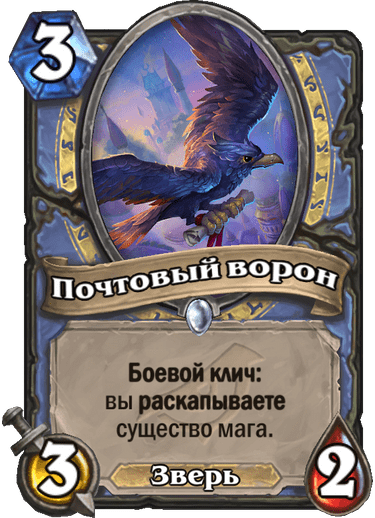 3
Почтовый ворон
Боевой клич:
вы раскапываете
существо мага.
3
Зверь
2